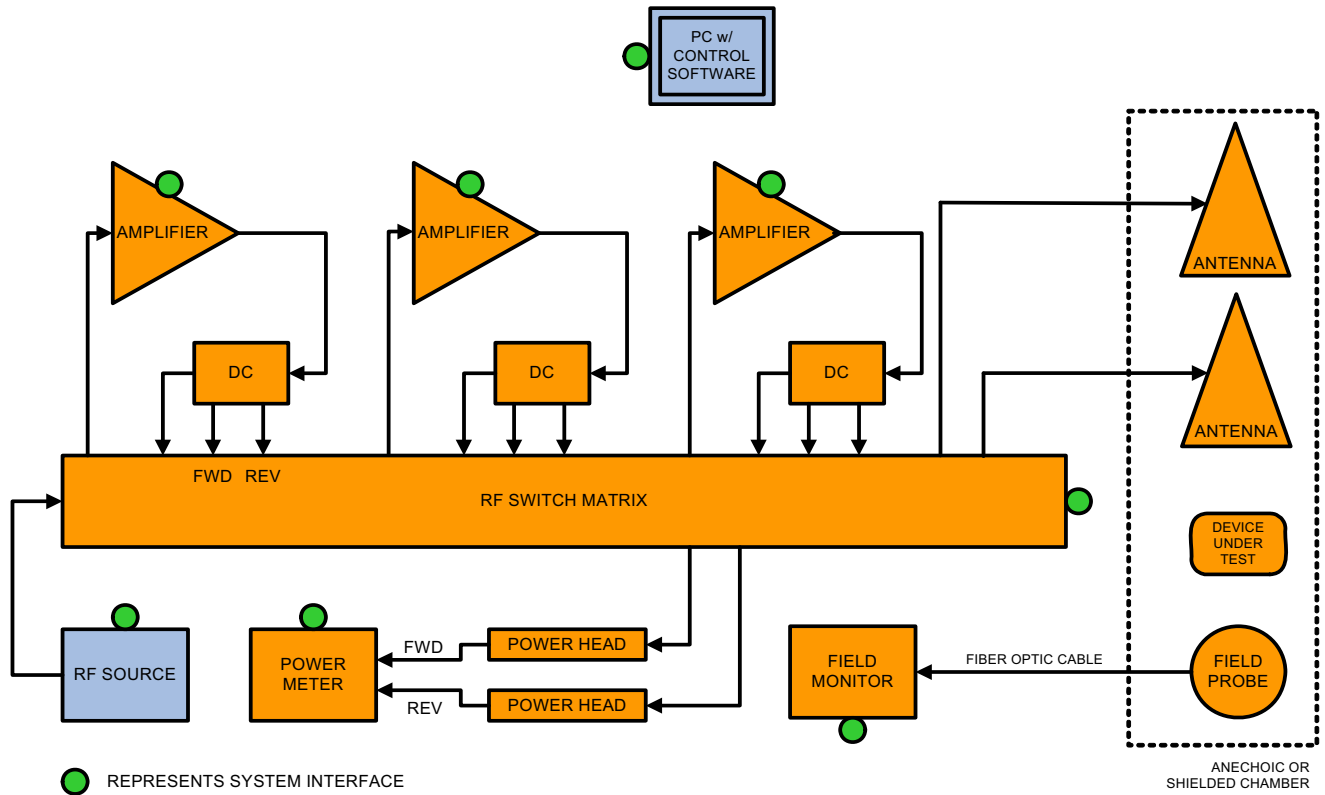 PC w/
CONTROL
SOFTWARE
AMPLIFIER
AMPLIFIER
AMPLIFIER
ANTENNA
DC
DC
DC
ANTENNA
FWD REV
RF SWITCH MATRIX
DEVICE
UNDER
TEST
RF SOURCE
POWER
METER
FWD
REV
POWER HEAD
POWER HEAD
FIELD
MONITOR
FIBER OPTIC CABLE
FIELD
PROBE
REPRESENTS SYSTEM INTERFACE
ANECHOIC OR
SHIELDED CHAMBER